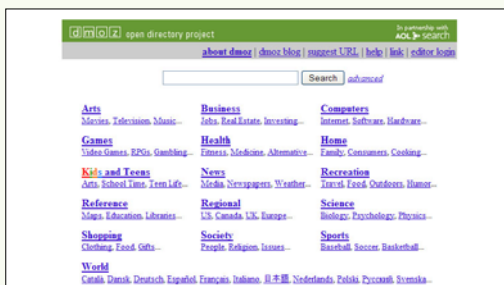 dmoz open directory project
In partnership with
AOL search
about dmoz | dmoz blog | suggest URL | help | link | editor login
Search advanced
Arts
Movies, Television, Music...
Business
Jobs, Real Estate, Investing...
Computers
Internet, Software, Hardware...
Games
Video Games, RPGs, Gambling...
Health
Fitness, Medicine, Alternative...
Home
Family, Consumers, Cooking...
Kids and Teens
Arts, School Time, Teen Life...
News
Media, Newspapers, Weather...
Recreation
Travel, Food, Outdoors, Humor...
Reference
Maps, Education, Libraries...
Regional
US, Canada, UK, Europe...
Science
Biology, Psychology, Physics...
Shopping
Clothing, Food, Gifts...
Society
People, Religion, Issues...
Sports
Baseball, Soccer, Basketball...
World
Català, Dansk, Deutsch, Español, Français, Italiano, 日本語, Nederlands, Polski, Русский, Svenska...